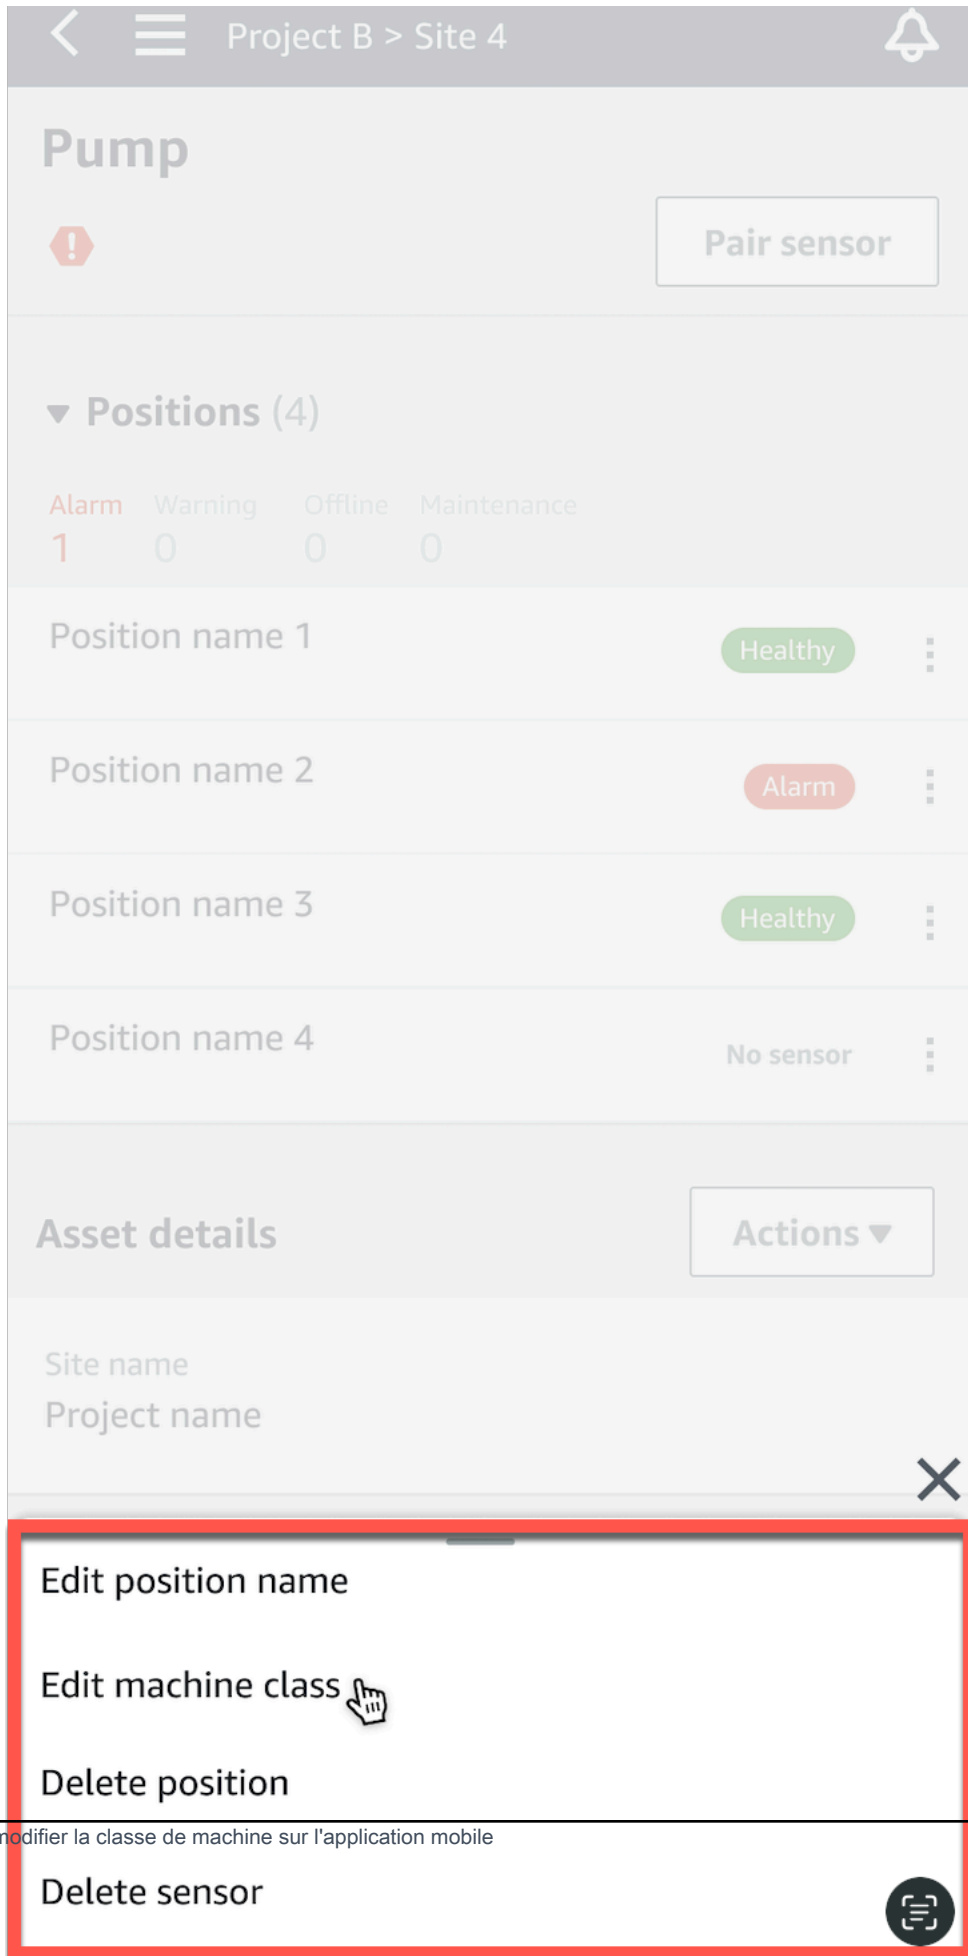 Project B > Site 4
Pump
Pair sensor
Positions (4)
Alarm Warning Offline Maintenance
1 0 0 0
Position name 1 Healthy
Position name 2 Alarm
Position name 3 Healthy
Position name 4 No sensor
Asset details Actions
Site name
Project name
Edit position name
Edit machine class
Delete position
modifier la classe de machine sur l'application mobile
Delete sensor